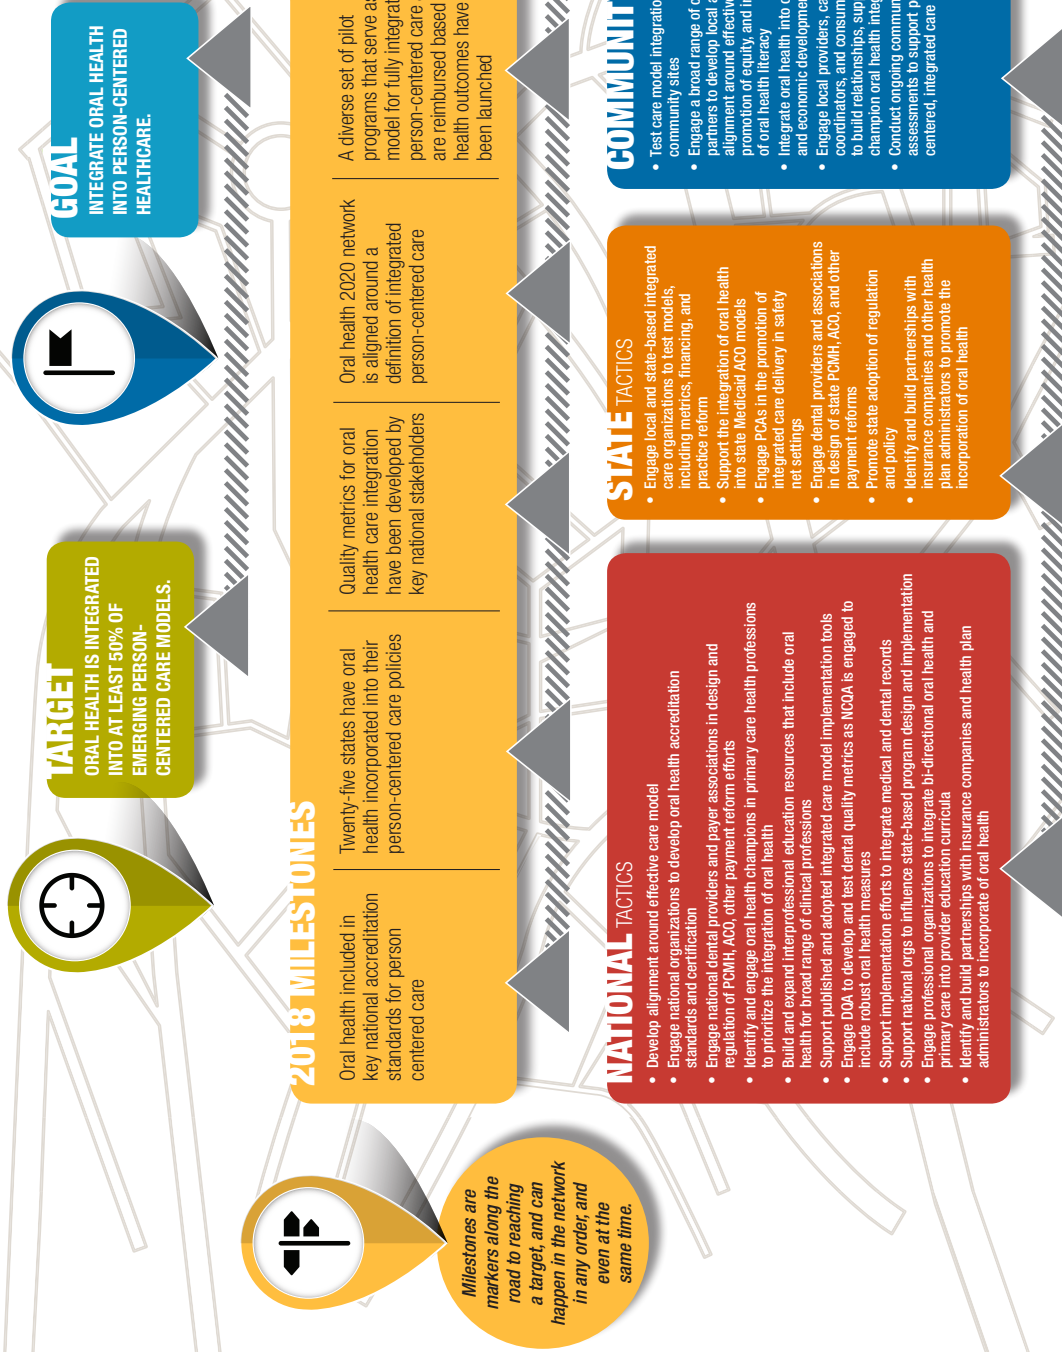 GOAL
INTEGRATE ORAL HEALTH
INTO PERSON-CENTERED
HEALTHCARE.
TARGET
ORAL HEALTH IS INTEGRATED
INTO AT LEAST 50% OF
EMERGING PERSON-
CENTERED CARE MODELS.
2018 MILESTONES
Oral health included in
key national accreditation
standards for person
centered care
Twenty-five states have oral
health incorporated into their
person-centered care policies
Quality metrics for oral
health care integration
have been developed by
key national stakeholders
Oral health 2020 network
is aligned around a
definition of integrated
person-centered care
A diverse set of pilot
programs that serve as
model for fully integrat
person-centered care
are reimbursed based
health outcomes have
been launched
Milestones are
markers along the
road to reaching
a target, and can
happen in the network
in any order, and
even at the
same time.
NATIONAL TACTICS
• Develop alignment around effective care model
• Engage national organizations to develop oral health accreditation
standards and certification
• Engage national dental providers and payer associations in design and
regulation of PCMH, ACO, other payment reform efforts
• Identify and engage oral health champions in primary care health professions
to prioritize the integration of oral health
• Build and expand interprofessional education resources that include oral
health for broad range of clinical professions
• Support published and adopted integrated care model implementation tools
• Engage DQA to develop and test dental quality metrics as NCQA is engaged to
include robust oral health measures
• Support implementation efforts to integrate medical and dental records
• Support national orgs to influence state-based program design and implementation
• Engage professional organizations to integrate bi-directional oral health and
primary care into provider education curricula
• Identify and build partnerships with insurance companies and health plan
administrators to incorporate of oral health
STATE TACTICS
• Engage local and state-based integrated
care organizations to test models,
including metrics, financing, and
practice reform
• Support the integration of oral health
into state Medicaid ACO models
• Engage PCAs in the promotion of
integrated care delivery in safety
net settings
• Engage dental providers and associations
in design of state PCMH, ACO, and other
payment reforms
• Promote state adoption of regulation
and policy
• Identify and build partnerships with
insurance companies and other health
plan administrators to promote the
incorporation of oral health
COMMUNIT
• Test care model integratio
community sites
• Engage a broad range of c
partners to develop local a
alignment around effective
promotion of equity, and i
of oral health literacy
• Integrate oral health into c
and economic developmen
• Engage local providers, ca
coordinators, and consum
to build relationships, sup
champion oral health integ
• Conduct ongoing commun
assessments to support p
centered, integrated care